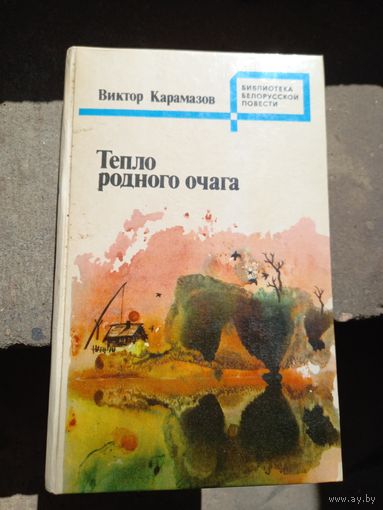 Виктор Карамазов
БИБЛИОТЕКА
БЕЛОРУССКОЙ
ПОВЕСТИ
Тепло
родного очага
www.ay.by